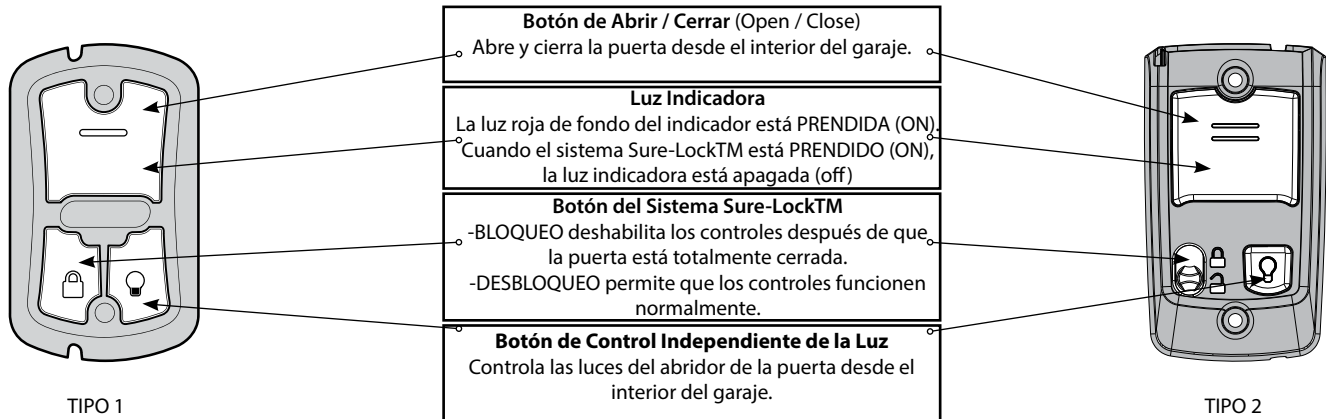 Botón de Abrir / Cerrar (Open / Close)
Abre y cierra la puerta desde el interior del garaje.
Luz Indicadora
La luz roja de fondo del indicador está PRENDIDA (ON).
Cuando el sistema Sure-LockTM está PRENDIDO (ON),
la luz indicadora está apagada (off)
Botón del Sistema Sure-LockTM
-BLOQUEO deshabilita los controles después de que
la puerta está totalmente cerrada.
-DESBLOQUEO permite que los controles funcionen
normalmente.
Botón de Control Independiente de la Luz
Controla las luces del abridor de la puerta desde el
interior del garaje.
TIPO 1
TIPO 2